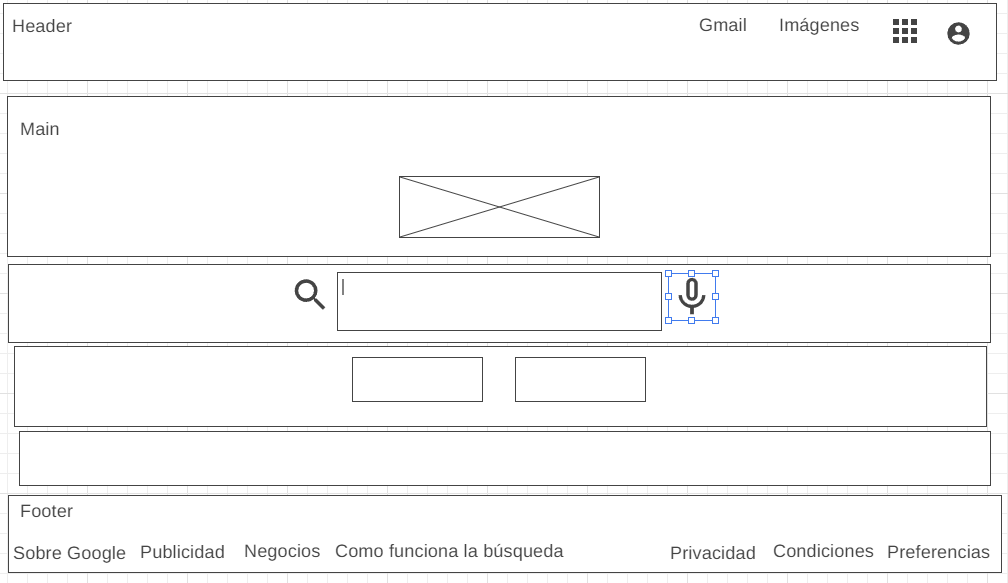 Header
Gmail Imágenes
Main
Footer
Sobre Google Publicidad Negocios Como funciona la búsqueda Privacidad Condiciones Preferencias